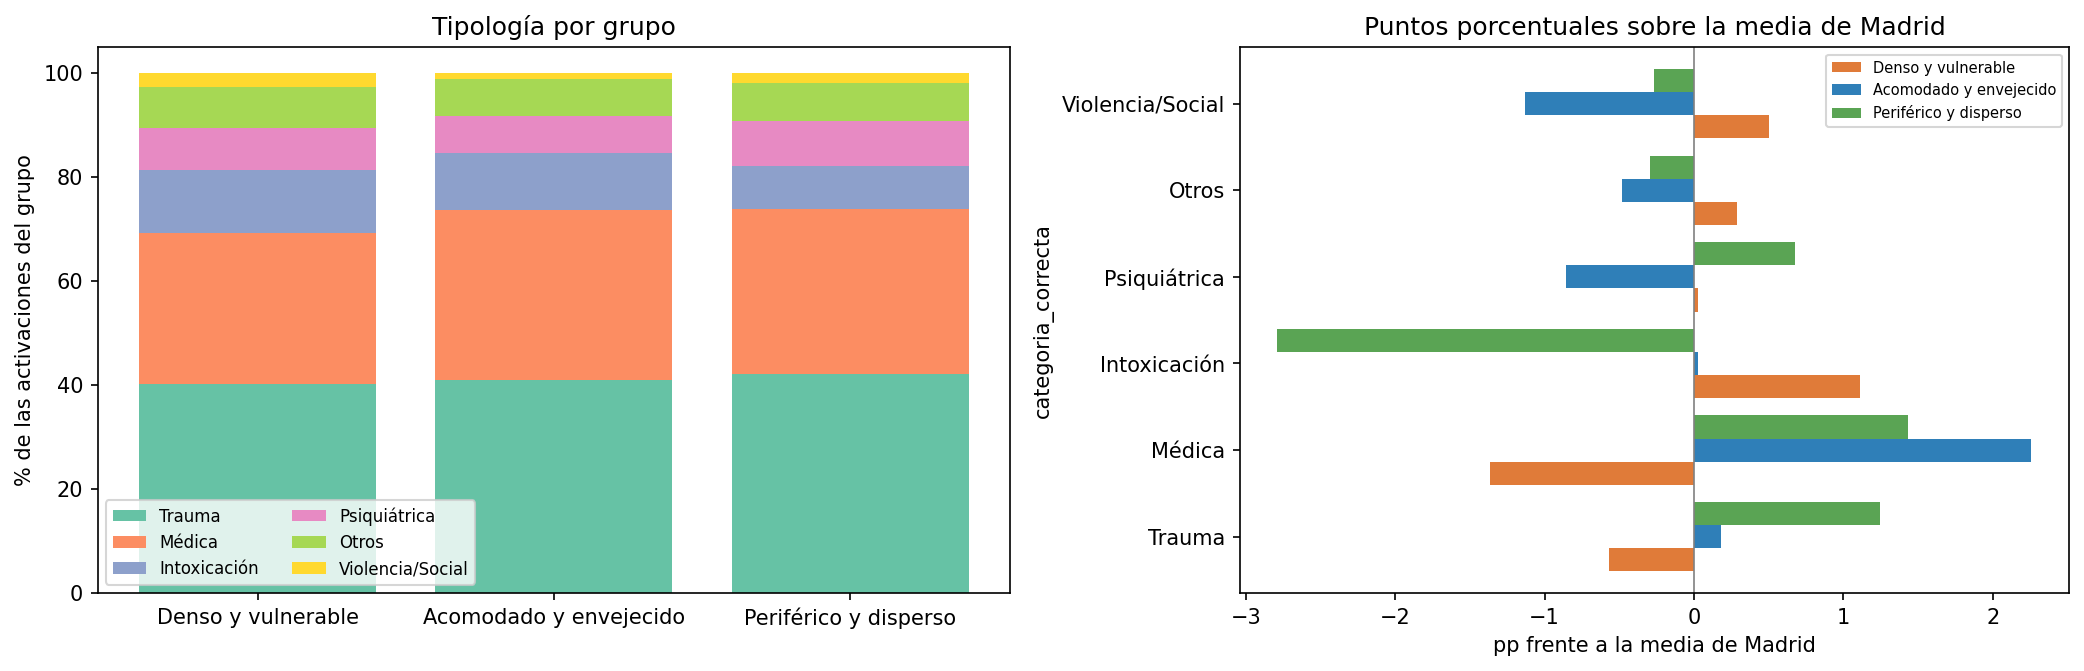 Tipología por grupo
% de las activaciones del grupo
100
80
60
40
20
0
Trauma
Médica
Intoxicación
Psiquiátrica
Otros
Violencia/Social
Denso y vulnerable
Acomodado y envejecido
Periférico y disperso
Puntos porcentuales sobre la media de Madrid
categoria_correcta
Violencia/Social
Otros
Psiquiátrica
Intoxicación
Médica
Trauma
Denso y vulnerable
Acomodado y envejecido
Periférico y disperso
−3
−2
−1
0
1
2
pp frente a la media de Madrid